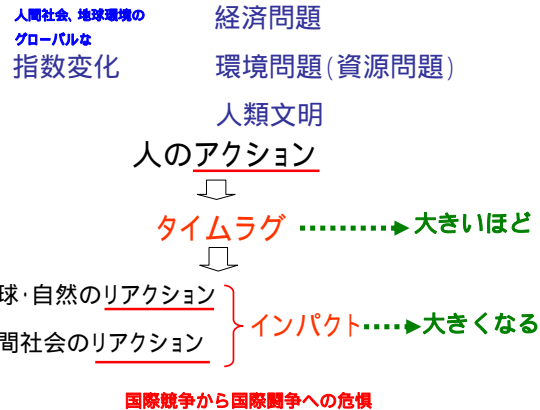 人間社会、地球環境の
グローバルな
指数変化
経済問題
環境問題(資源問題)
人類文明
人のアクション
タイムラグ
大きいほど
球・自然のリアクション
間社会のリアクション
インパクト
大きくなる
国際競争から国際闘争への危惧